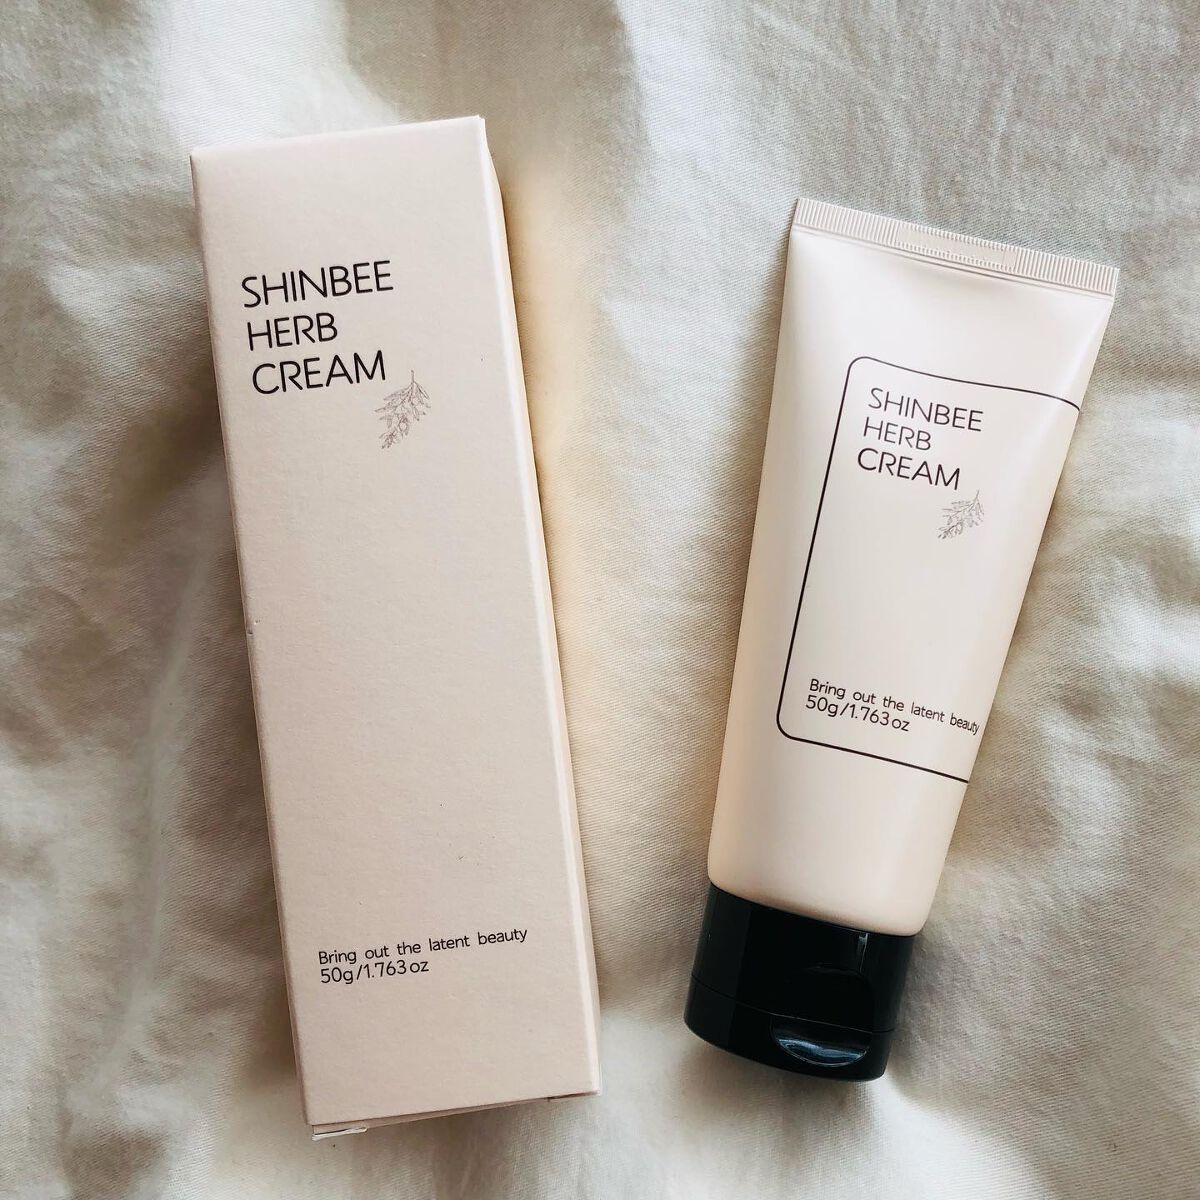 SHINBEE
HERB
CREAM
Bring out the latent beauty
50g/1.763oz
SHINBEE
HERB
CREAM
Bring out the latent beauty
50g/1.763oz